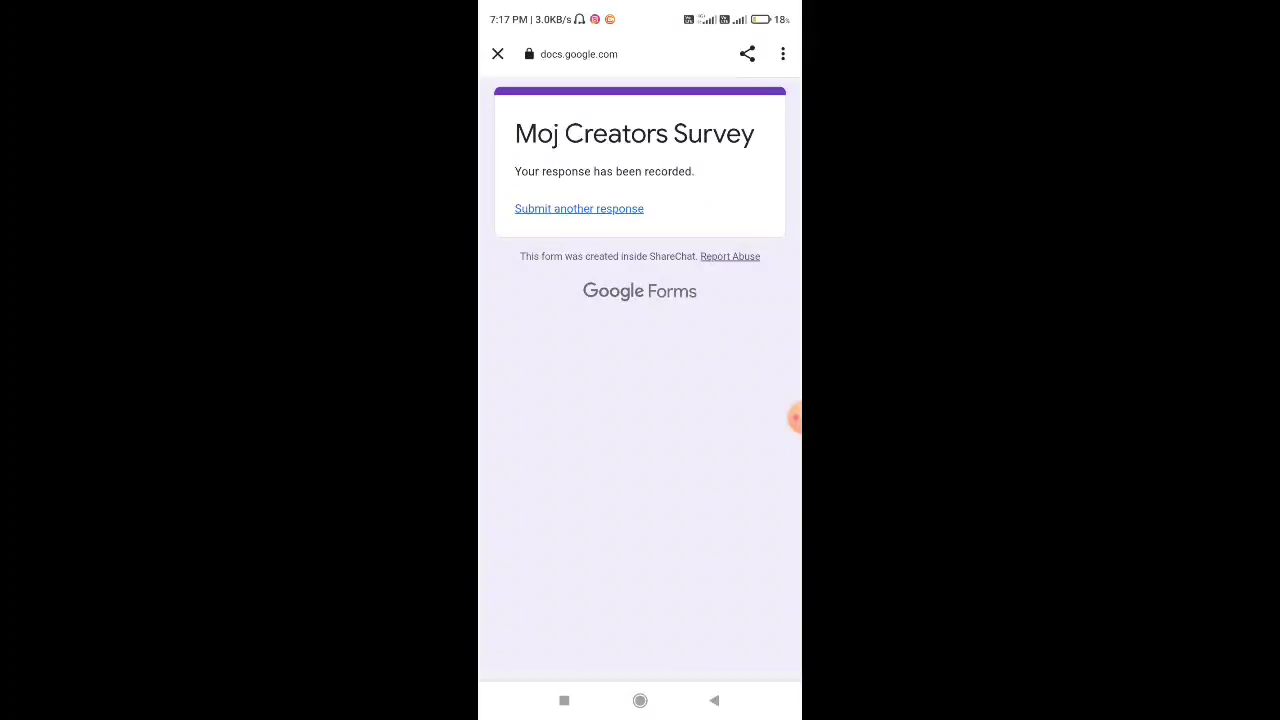 7:17 PM | 3.0KB/s 18%
docs.google.com
Moj Creators Survey
Your response has been recorded.
Submit another response
This form was created inside ShareChat. Report Abuse
Google Forms